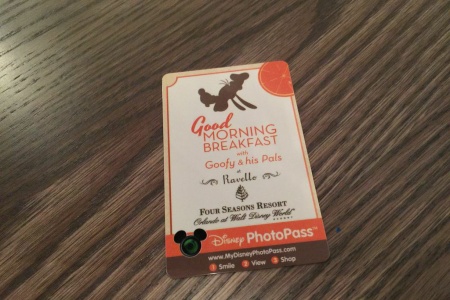 Good
MORNING
BREAKFAST
with
Goofy & his Pals
at
Ravello
FOUR SEASONS RESORT
Orlando at Walt Disney World
Disney PhotoPass™
www.MyDisneyPhotoPass.com
1 Smile 2 View 3 Shop